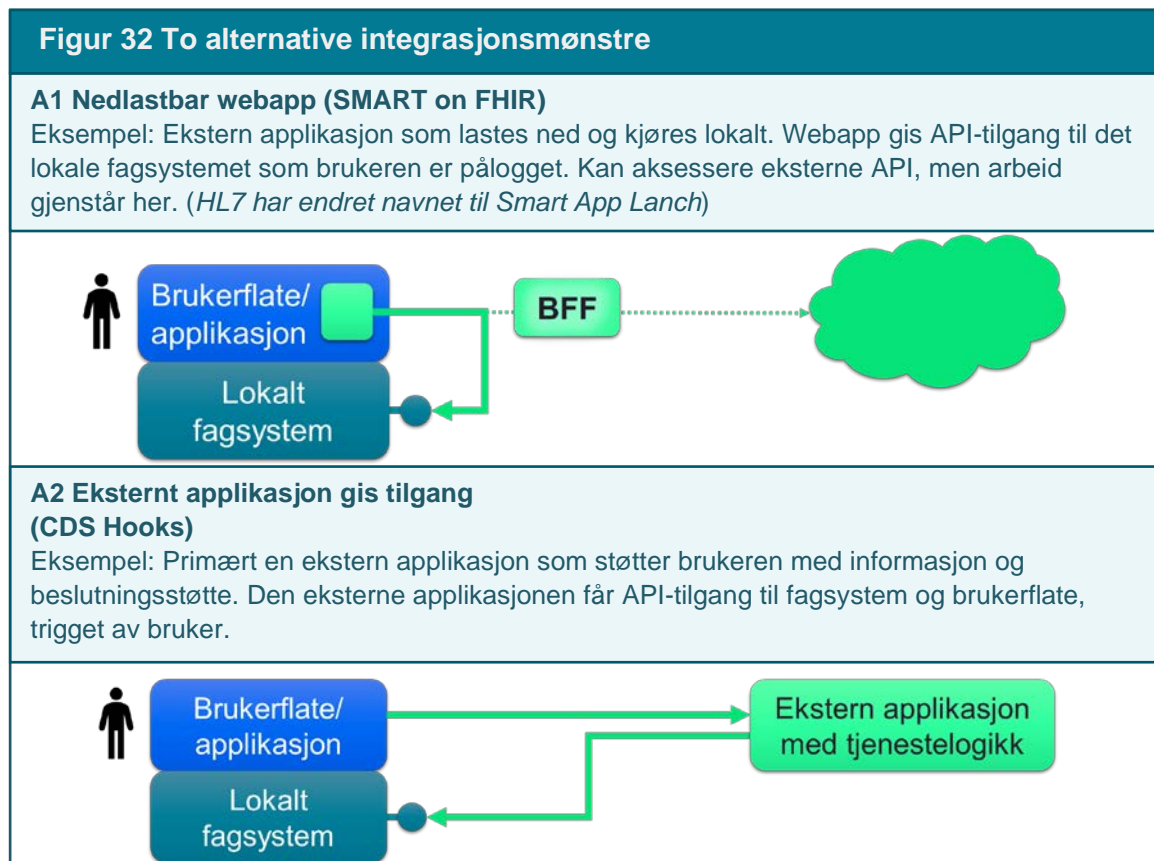 Figur 32 To alternative integrasjonsmønstre
A1 Nedlastbar webapp (SMART on FHIR)
Eksempel: Ekstern applikasjon som lastes ned og kjøres lokalt. Webapp gis API-tilgang til det
lokale fagsystemet som brukeren er pålogget. Kan aksessere eksterne API, men arbeid
gjenstår her. (HL7 har endret navnet til Smart App Lanch)
Brukerflate/
applikasjon
BFF
Lokalt
fagsystem
A2 Eksternt applikasjon gis tilgang
(CDS Hooks)
Eksempel: Primært en ekstern applikasjon som støtter brukeren med informasjon og
beslutningsstøtte. Den eksterne applikasjonen får API-tilgang til fagsystem og brukerflate,
trigget av bruker.
Brukerflate/
applikasjon
Ekstern applikasjon
med tjenestelogikk
Lokalt
fagsystem